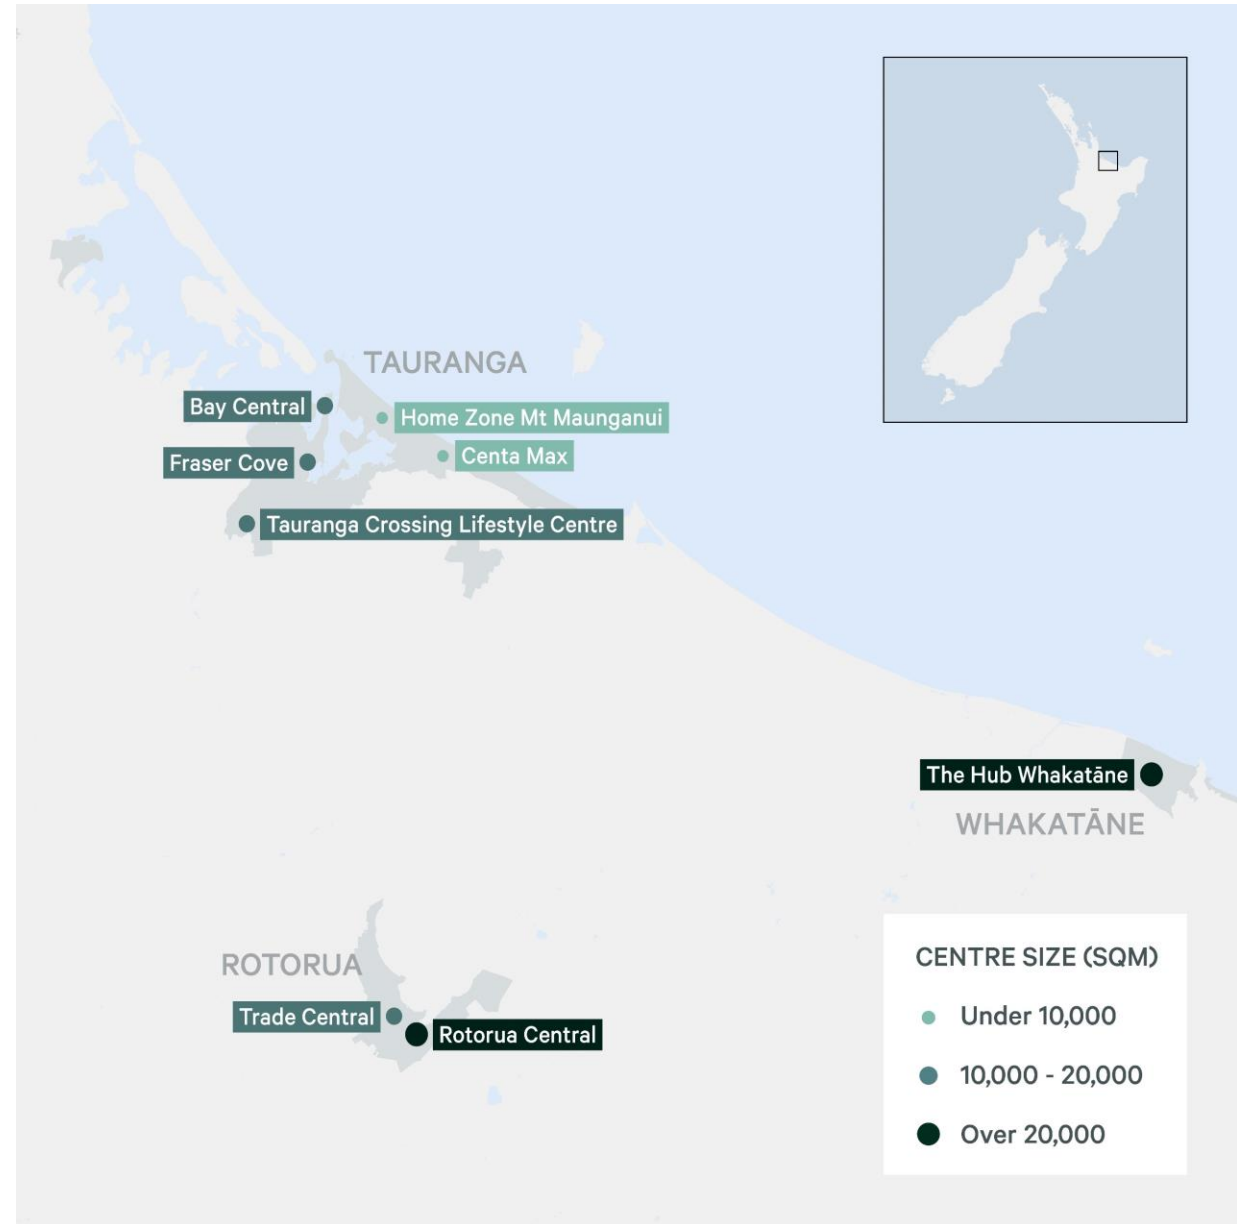 TAURANGA
Bay Central
Home Zone Mt Maunganui
Fraser Cove
Centa Max
Tauranga Crossing Lifestyle Centre
The Hub Whakatāne
WHAKATĀNE
ROTORUA
Trade Central
Rotorua Central
CENTRE SIZE (SQM)
Under 10,000
10,000 - 20,000
Over 20,000